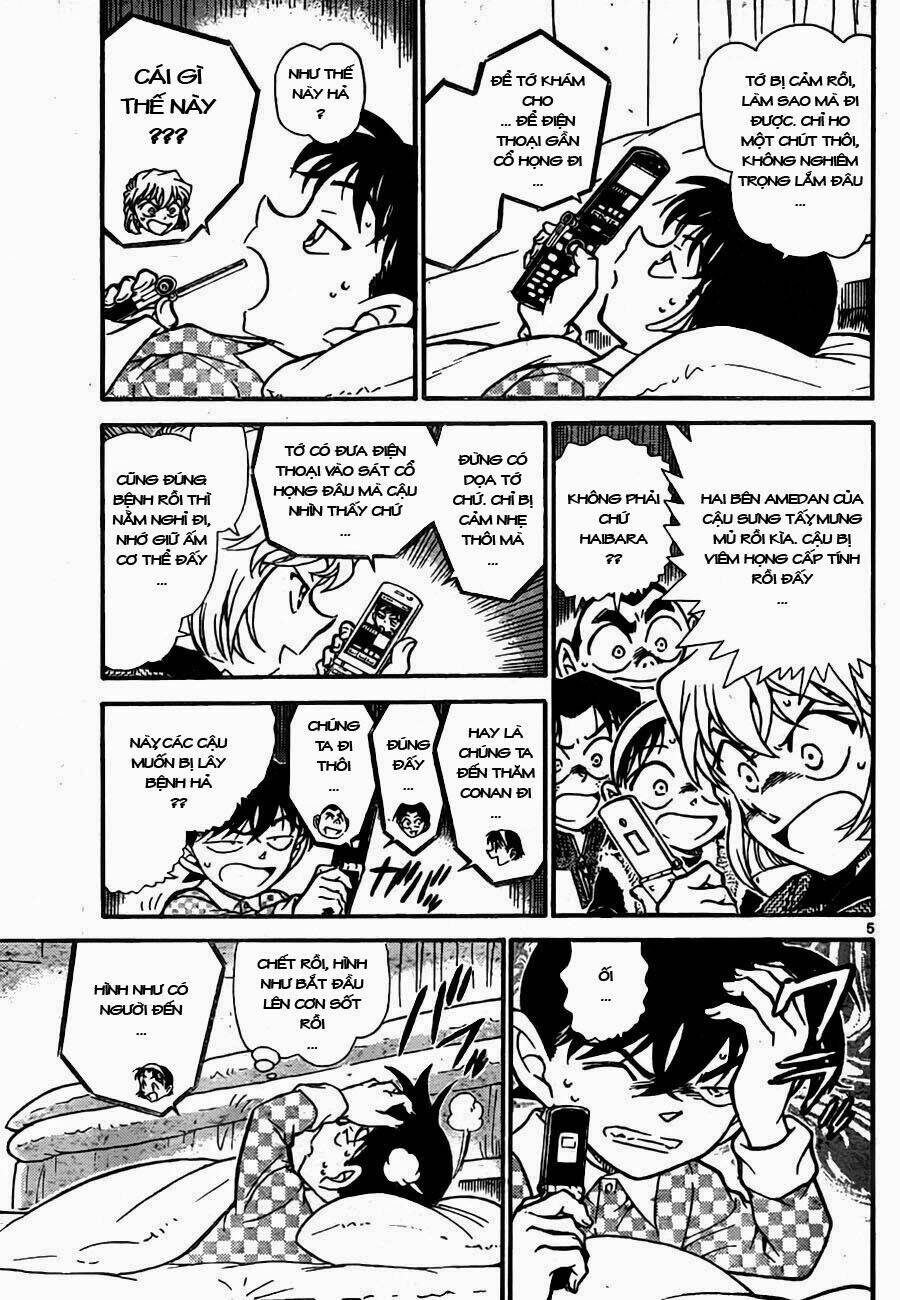 TỚ BỊ CẢM RỒI,
LÀM SAO MÀ ĐI
ĐƯỢC. CHỈ HO
MỘT CHÚT THÔI,
KHÔNG NGHIÊM
TRỌNG LẮM ĐÂU
...
ĐỂ TỚ KHÁM
CHO
... ĐỂ ĐIỆN
THOẠI GẦN
CỔ HỌNG ĐI
...
NHƯ THẾ
NÀY HẢ
?
CÁI GÌ
THẾ NÀY
???
HAI BÊN AMEDAN CỦA
CẬU SƯNG TẤY,MƯNG
MỦ RỒI KÌA. CẬU BỊ
VIÊM HỌNG CẤP TÍNH
RỒI ĐẤY
...
KHÔNG PHẢI
CHỨ
HAIBARA
??
ĐỪNG CÓ
DỌA TỚ
CHỨ. CHỈ BỊ
CẢM NHẸ
THÔI MÀ
...
TỚ CÓ ĐƯA ĐIỆN
THOẠI VÀO SÁT CỔ
HỌNG ĐÂU MÀ CẬU
NHÌN THẤY CHỨ
...
CŨNG ĐÚNG
BỆNH RỒI THÌ
NẰM NGHỈ ĐI,
NHỚ GIỮ ẤM
CƠ THỂ ĐẤY
...
HAY LÀ
CHÚNG TA
ĐẾN THĂM
CONAN ĐI
...
ĐÚNG
ĐẤY
...
CHÚNG
TA ĐI
THÔI
...
NÀY,CÁC CẬU
MUỐN BỊ LÂY
BỆNH HẢ
??
5
ỐI
...
CHẾT RỒI, HÌNH
NHƯ BẮT ĐẦU
LÊN CƠN SỐT
RỒI
...
HÌNH NHƯ CÓ
NGƯỜI ĐẾN
...